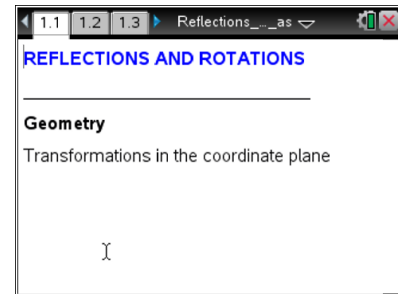 1.1 1.2 1.3 Reflections_..._as
REFLECTIONS AND ROTATIONS
Geometry
Transformations in the coordinate plane